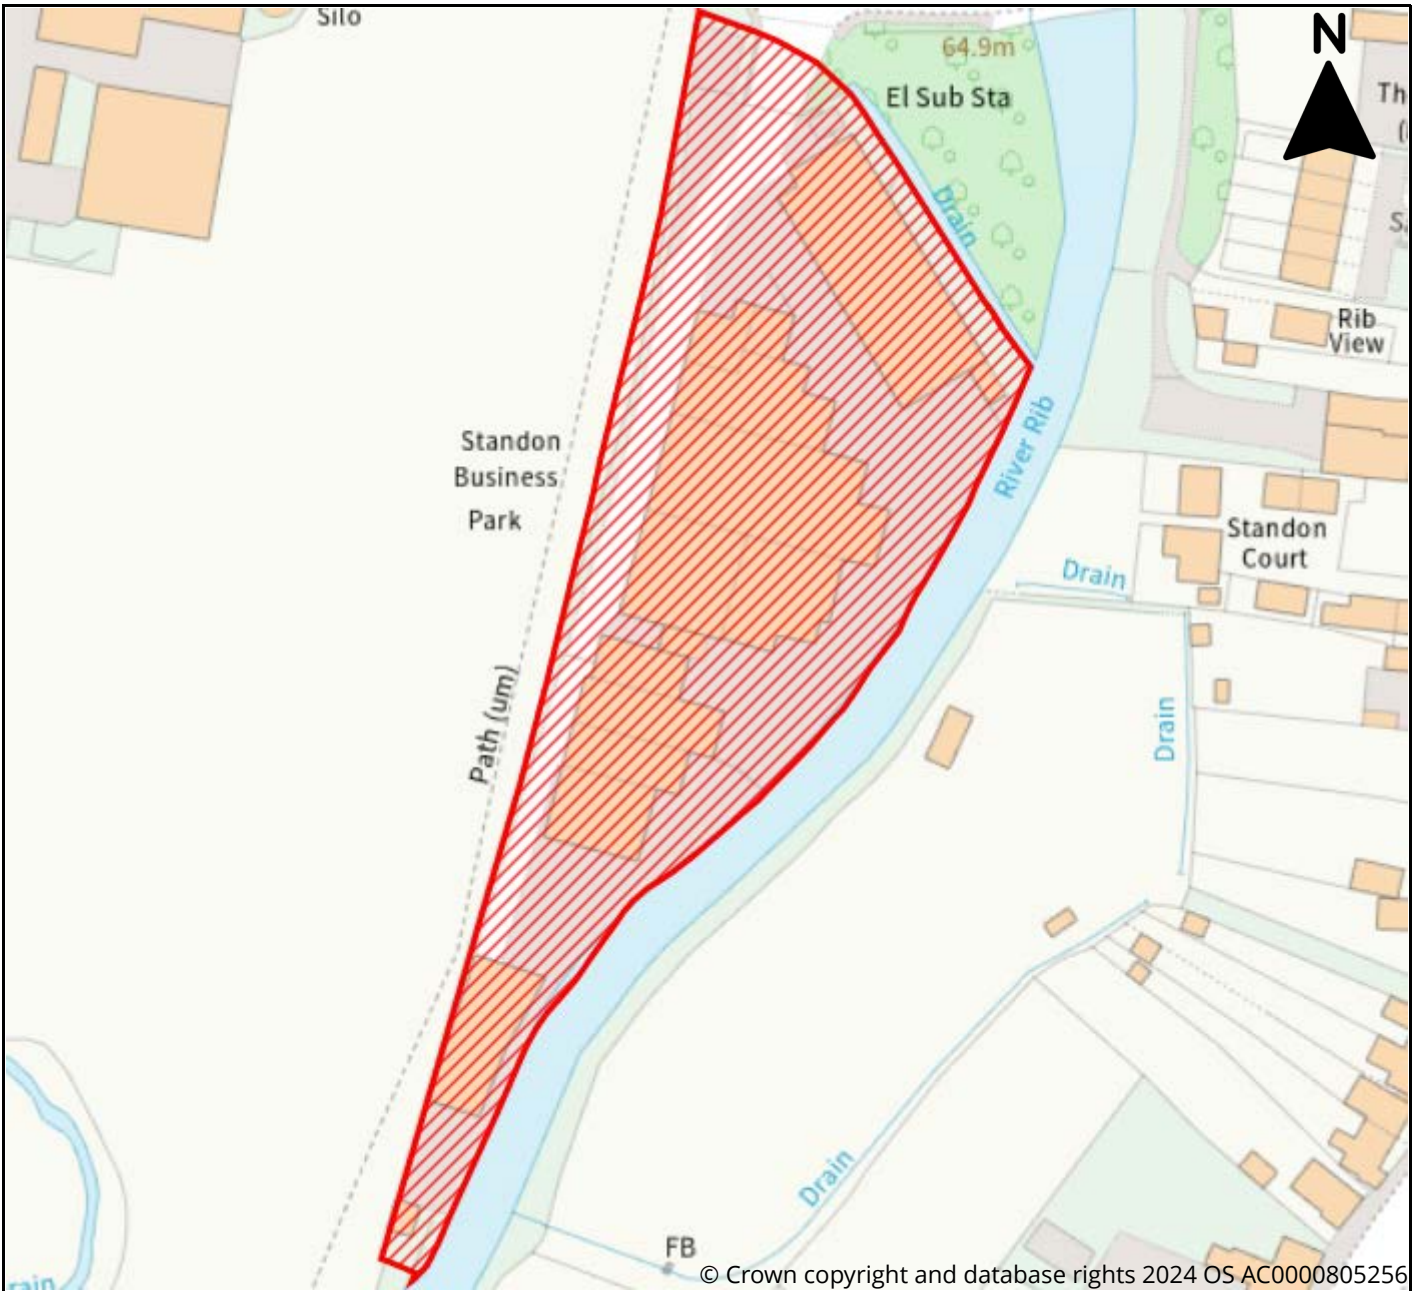 Silo
N
64.9m
El Sub Sta
Th
Drain
Rib
View
Standon
Business
Park
River Rib
Standon
Court
Drain
Path (um)
Drain
Drain
FB
rain
© Crown copyright and database rights 2024 OS AC0000805256